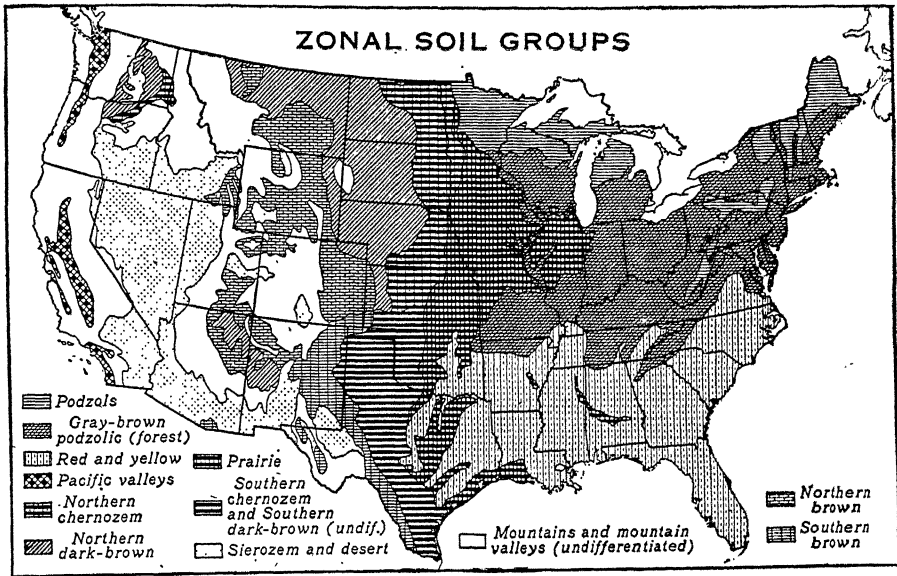 ZONAL SOIL GROUPS
Podzols
Gray-brown
podzolic (forest)
Red and yellow
Pacific valleys
Northern
chernozem
Northern
dark-brown
Prairie
Southern
chernozem
and Southern
dark-brown (undif.)
Sierozem and desert
Mountains and mountain
valleys (undifferentiated)
Northern
brown
Southern
brown